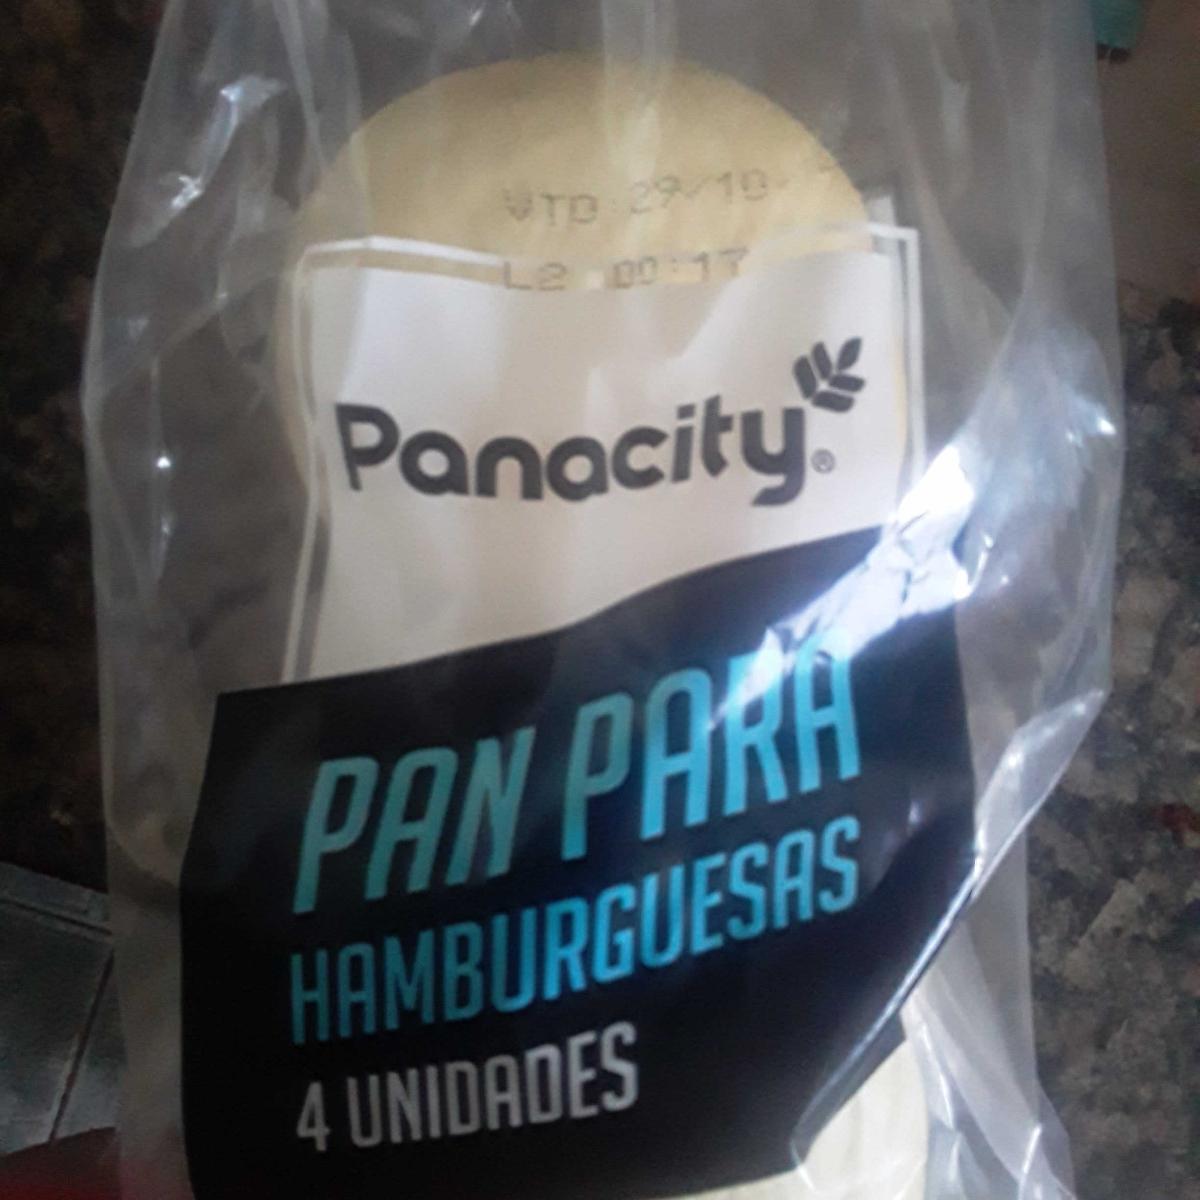 VTO 29/10
L2 00:17
Panacity®
PAN PARA
HAMBURGUESAS
4 UNIDADES